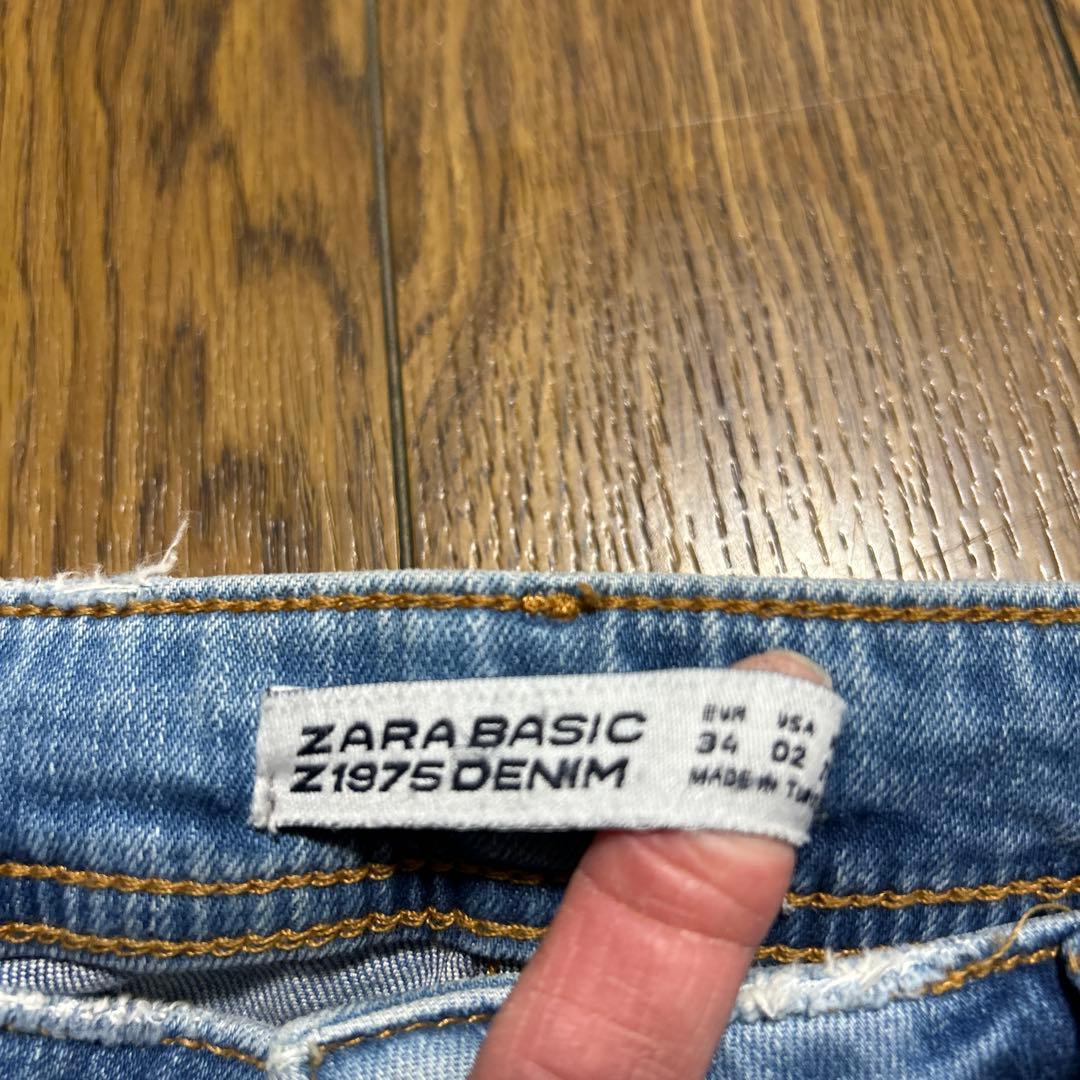 ZARA BASIC
Z1975 DENIM
EUR USA
34 02
MADE IN